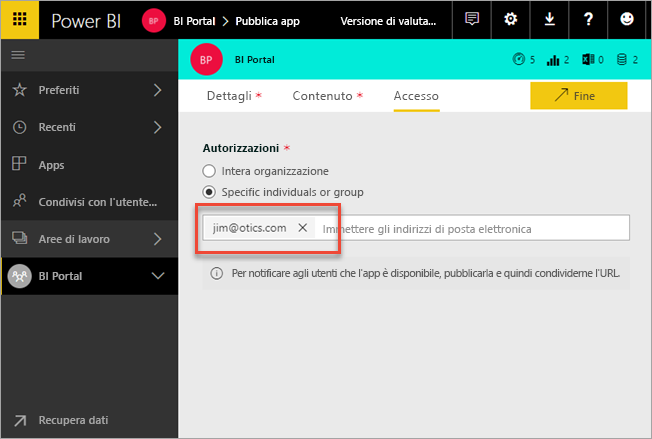 Power BI
BP
BI Portal > Pubblica app
Versione di valuta...
?
BP
BI Portal
5
2
0
2
Preferiti
Recenti
Apps
Condivisi con l'utente...
Aree di lavoro
BI Portal
Recupera dati
Dettagli *
Contenuto *
Accesso
Fine
Autorizzazioni *
Intera organizzazione
Specific individuals or group
jim@otics.com X
Immettere gli indirizzi di posta elettronica
Per notificare agli utenti che l'app è disponibile, pubblicarla e quindi condividerne l'URL.